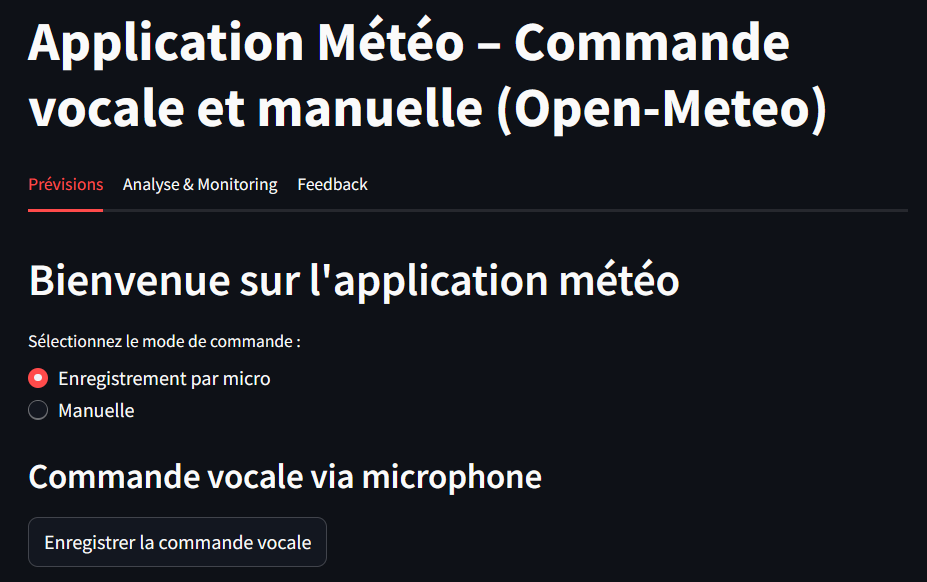 Application Météo – Commande
vocale et manuelle (Open-Meteo)
Prévisions Analyse & Monitoring Feedback
Bienvenue sur l'application météo
Sélectionnez le mode de commande :
Enregistrement par micro
Manuelle
Commande vocale via microphone
Enregistrer la commande vocale